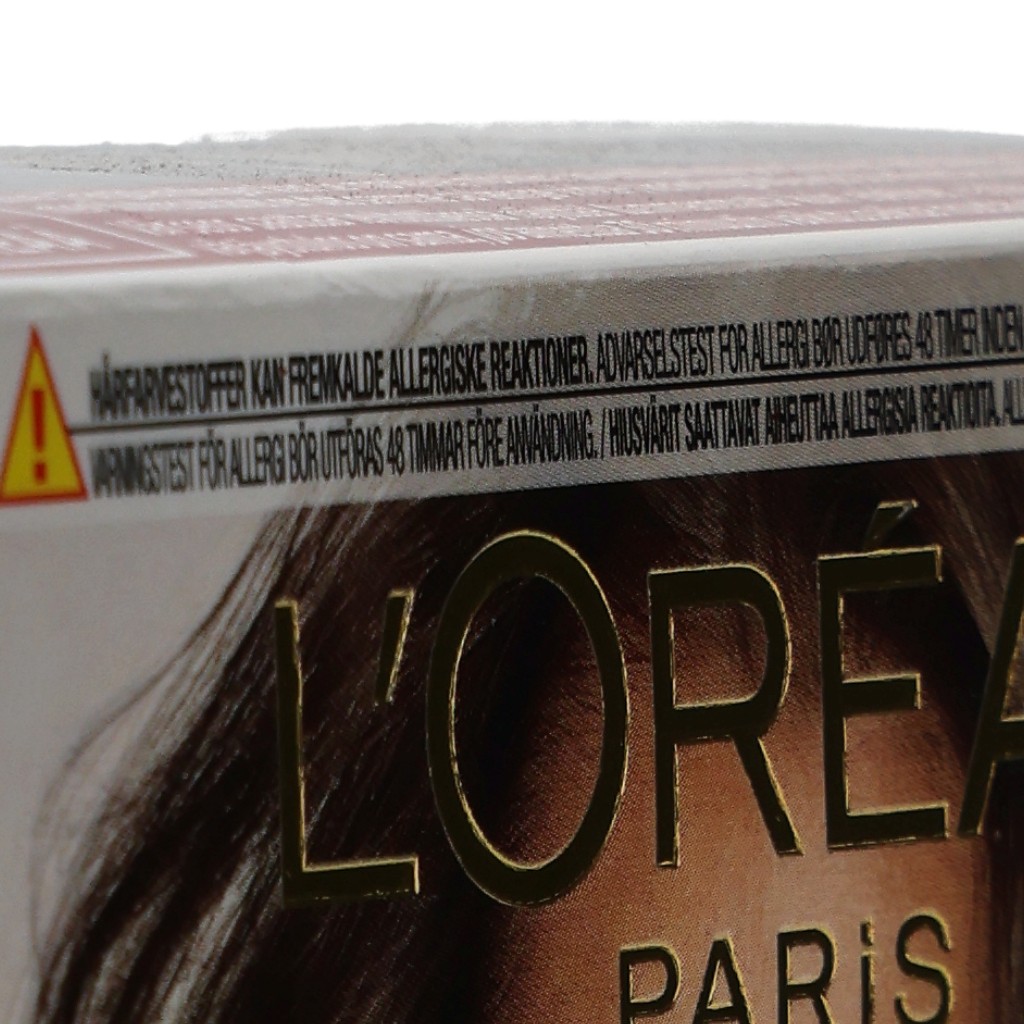 HÅRFARVESTOFFER KAN FREMKALDE ALLERGISKE REAKTIONER. ADVARSELSTEST FOR ALLERGI BØR UDFØRES 48 TIMER INDEN
VARNINGSTEST FÖR ALLERGI BÖR UTFÖRAS 48 TIMMAR FÖRE ANVÄNDNING. / HIUSVÄRIT SAATTAVAT AIHEUTTAA ALLERGISIA REAKTIOITA.
L'ORÉA
PARiS